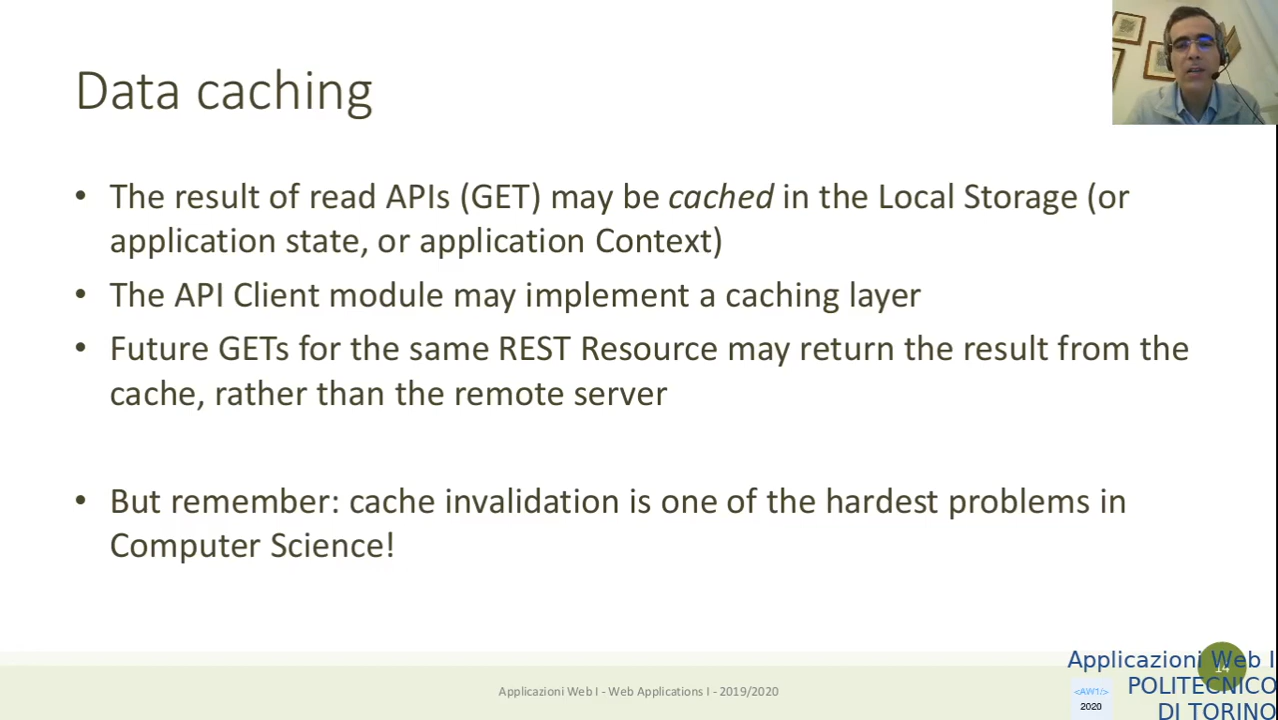 Data caching
• The result of read APIs (GET) may be cached in the Local Storage (or
application state, or application Context)
• The API Client module may implement a caching layer
• Future GETs for the same REST Resource may return the result from the
cache, rather than the remote server
• But remember: cache invalidation is one of the hardest problems in
Computer Science!
Applicazioni Web I - Web Applications I - 2019/2020
14
Applicazioni Web I
POLITECNICO
DI TORINO
<AW1/>
2020